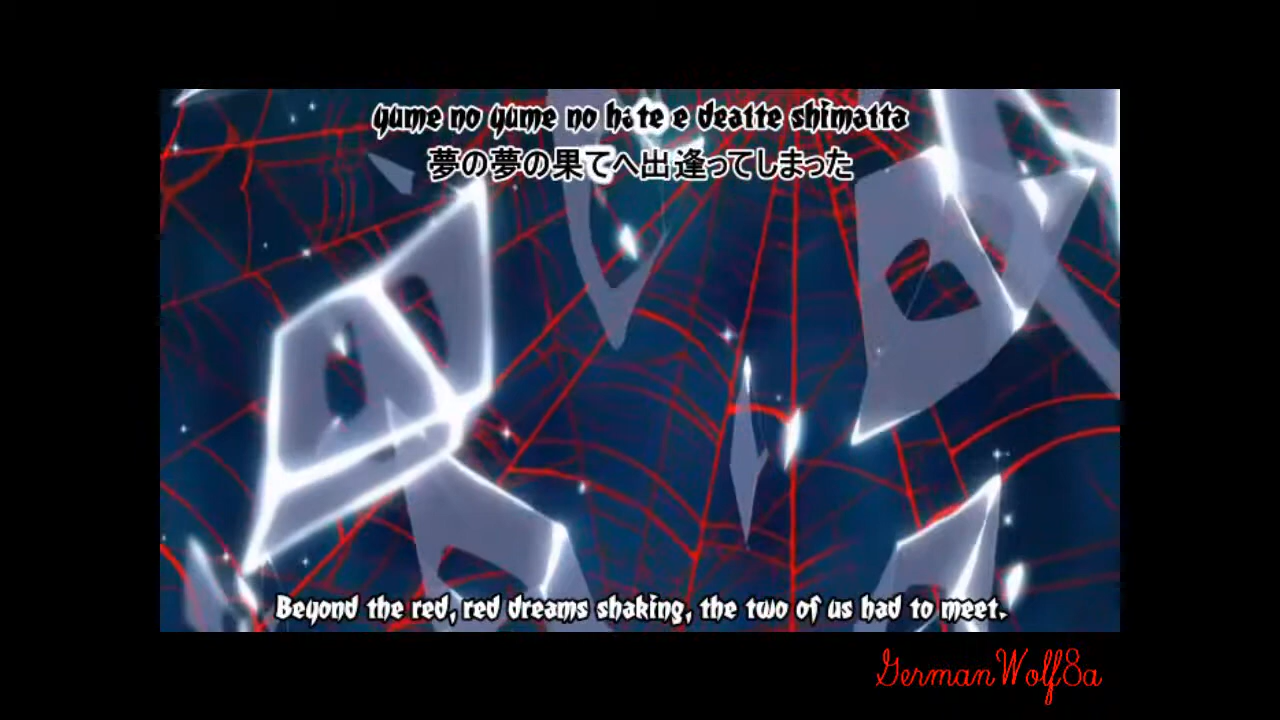 yume no yume no hate e deatte shimatta
夢の夢の果てへ出逢ってしまった
Beyond the red, red dreams shaking, the two of us had to meet.
GermanWolf8a